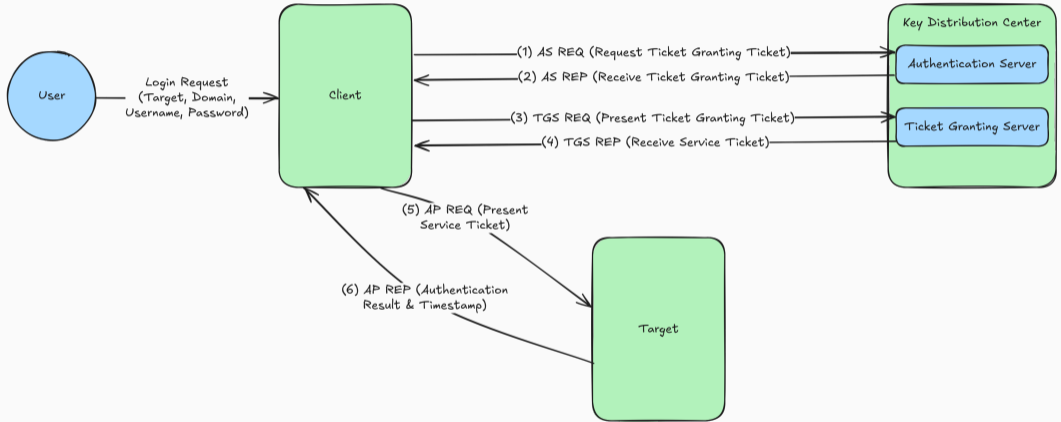 Key Distribution Center
(1) AS REQ (Request Ticket Granting Ticket)
Authentication Server
(2) AS REP (Receive Ticket Granting Ticket)
Login Request
(Target, Domain,
Username, Password)
User
Client
(3) TGS REQ (Present Ticket Granting Ticket)
Ticket Granting Server
(4) TGS REP (Receive Service Ticket)
(5) AP REQ (Present
Service Ticket)
(6) AP REP (Authentication
Result & Timestamp)
Target